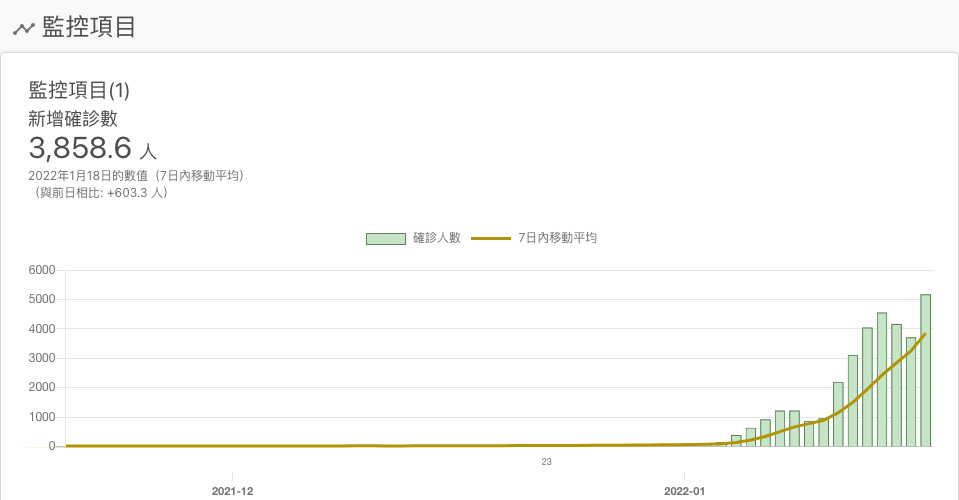 監控項目
監控項目(1)
新增確診數
3,858.6 人
2022年1月18日的數值（7日內移動平均）
（與前日相比: +603.3 人）
確診人數 7日內移動平均
6000
5000
4000
3000
2000
1000
0
23
2021-12 2022-01